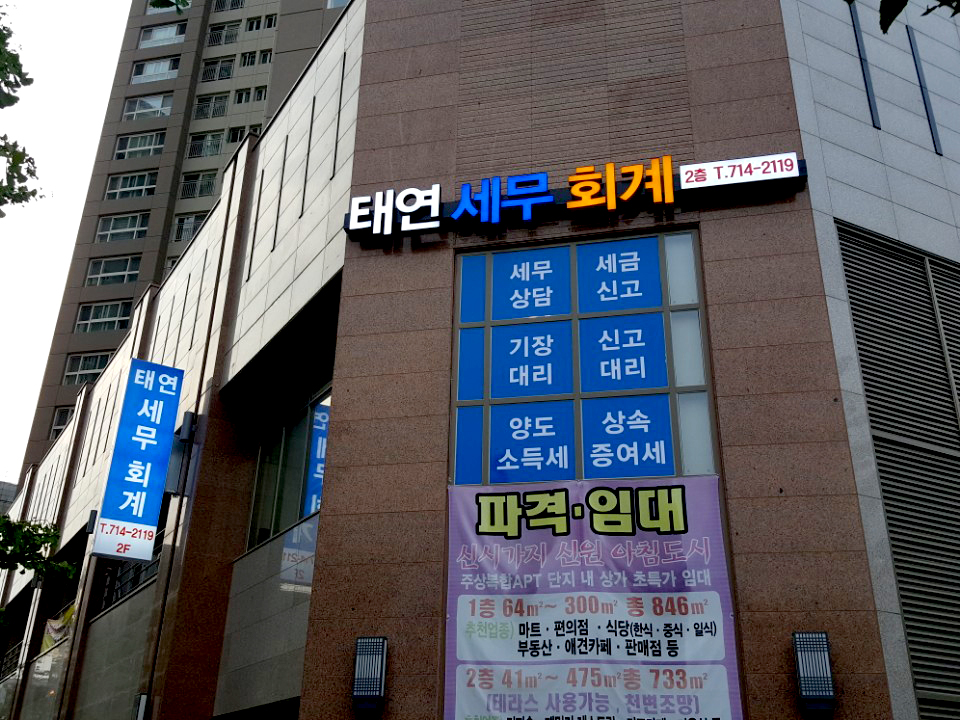 태연 세무 회계 2층 T.714-2119
세무 상담
세금 신고
기장 대리
신고 대리
양도 소득세
상속 증여세
태연
세무회계
T.714-2119
2F
파격·임대
신시가지 신원 아침도시
주상복합APT 단지 내 상가 초특가 임대
1층 64㎡~ 300㎡ 총 846㎡
추천업종) 마트·편의점 ·식당(한식·중식·일식)
부동산·애견카페·판매점 등
2층 41㎡~ 475㎡ 총 733㎡
(테라스 사용가능, 천변조망)